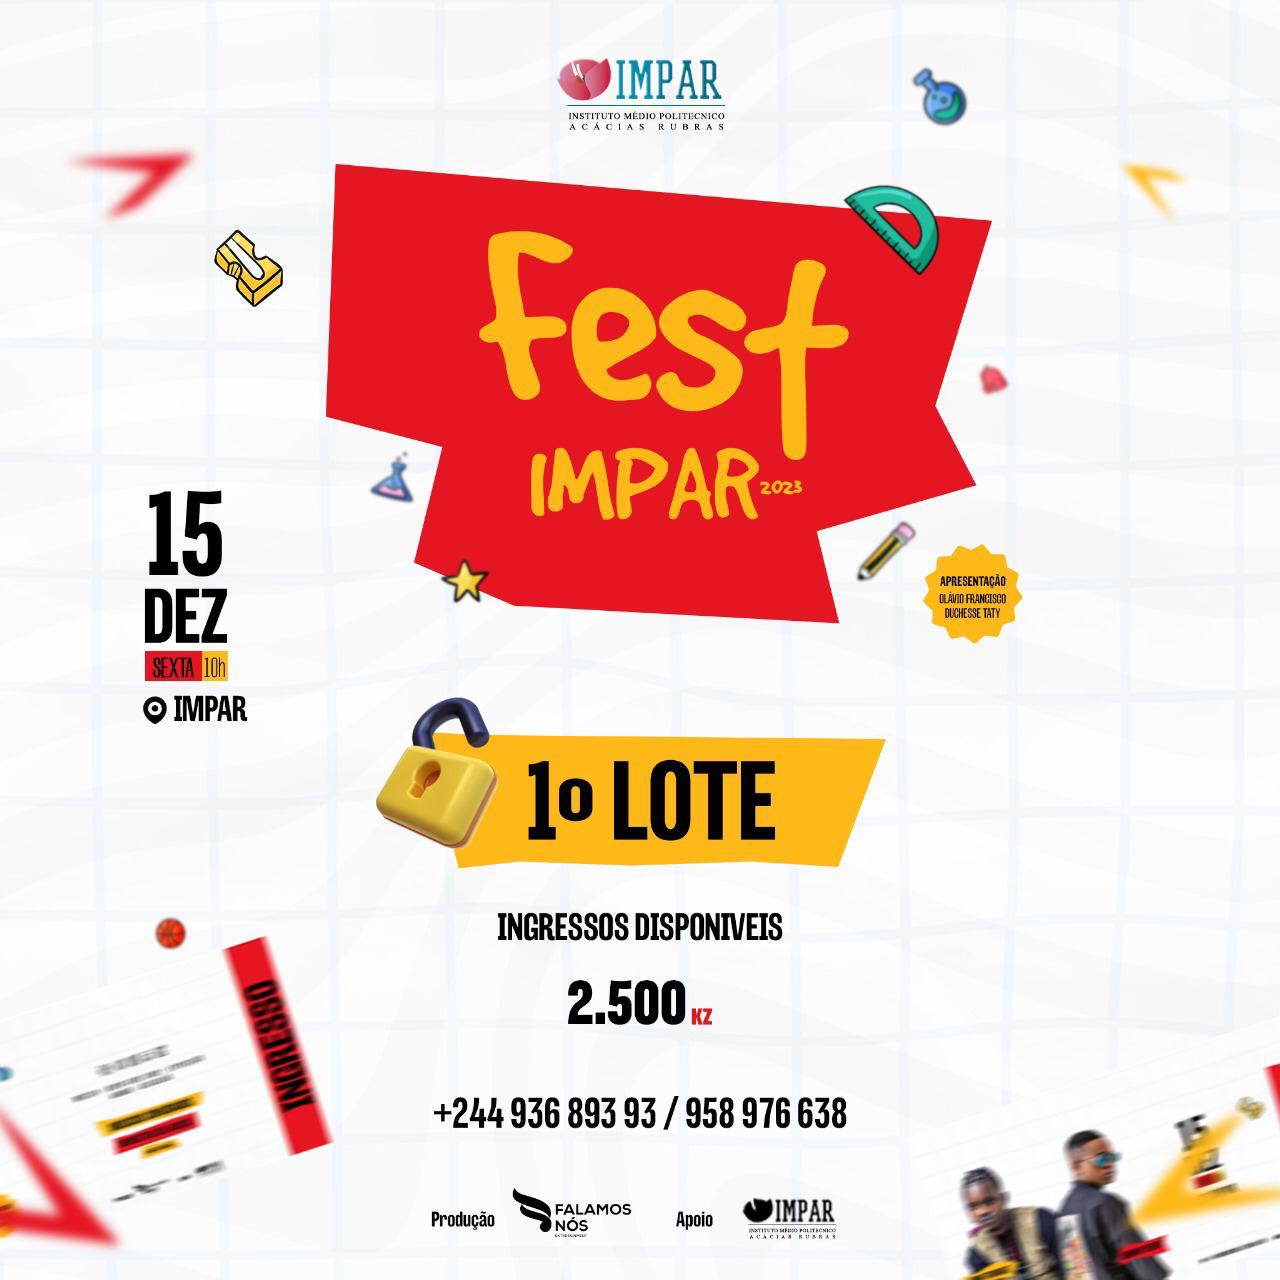 IMPAR
INSTITUTO MÉDIO POLITECNICO
ACÁCIAS RUBRAS
Fest
IMPAR 2023
15
DEZ
SEXTA 10h
IMPAR
APRESENTAÇÃO
OLÁVIO FRANCISCO
DUCHESSE TATY
1º LOTE
INGRESSOS DISPONIVEIS
2.500 KZ
INGRESSO
+244 936 893 93 / 958 976 638
Produção
FALAMOS
NÓS
Apoio
IMPAR
INSTITUTO MÉDIO POLITECNICO
ACÁCIAS RUBRAS